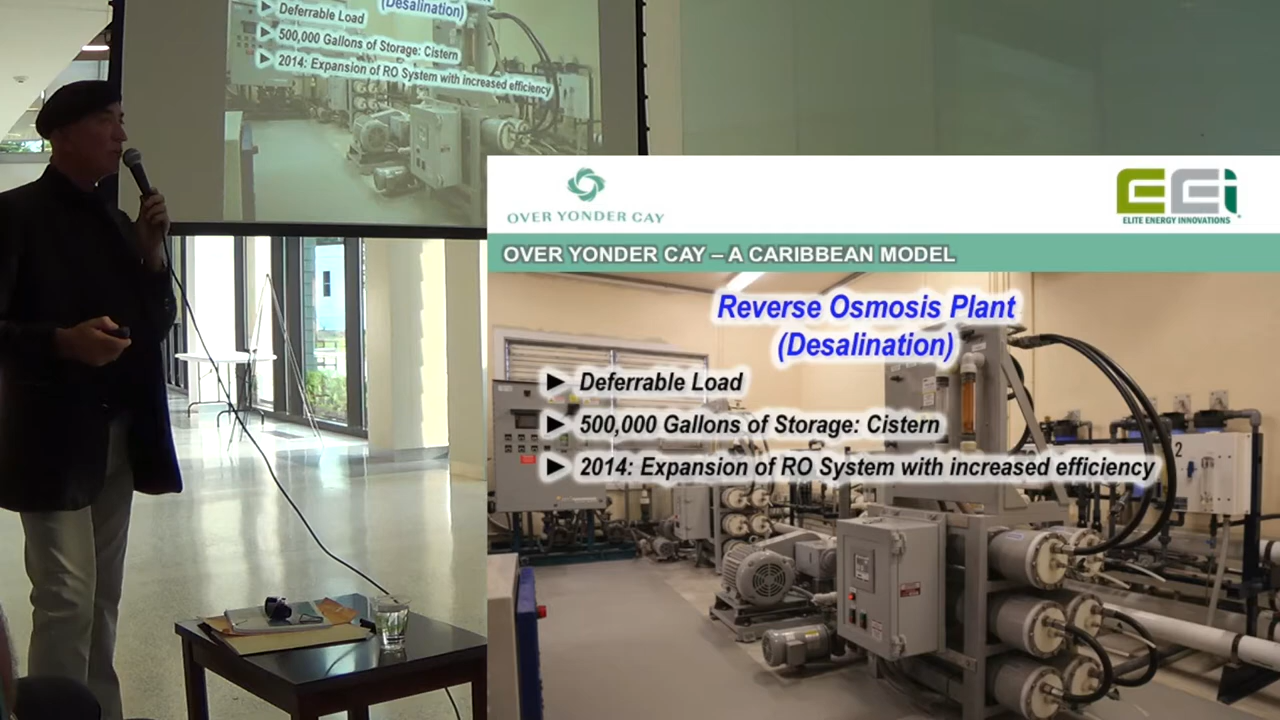 (Desalination)
Deferrable Load
500,000 Gallons of Storage: Cistern
2014: Expansion of RO System with increased efficiency
OVER YONDER CAY
EEi
ELITE ENERGY INNOVATIONS
OVER YONDER CAY – A CARIBBEAN MODEL
Reverse Osmosis Plant
(Desalination)
► Deferrable Load
► 500,000 Gallons of Storage: Cistern
► 2014: Expansion of RO System with increased efficiency
2